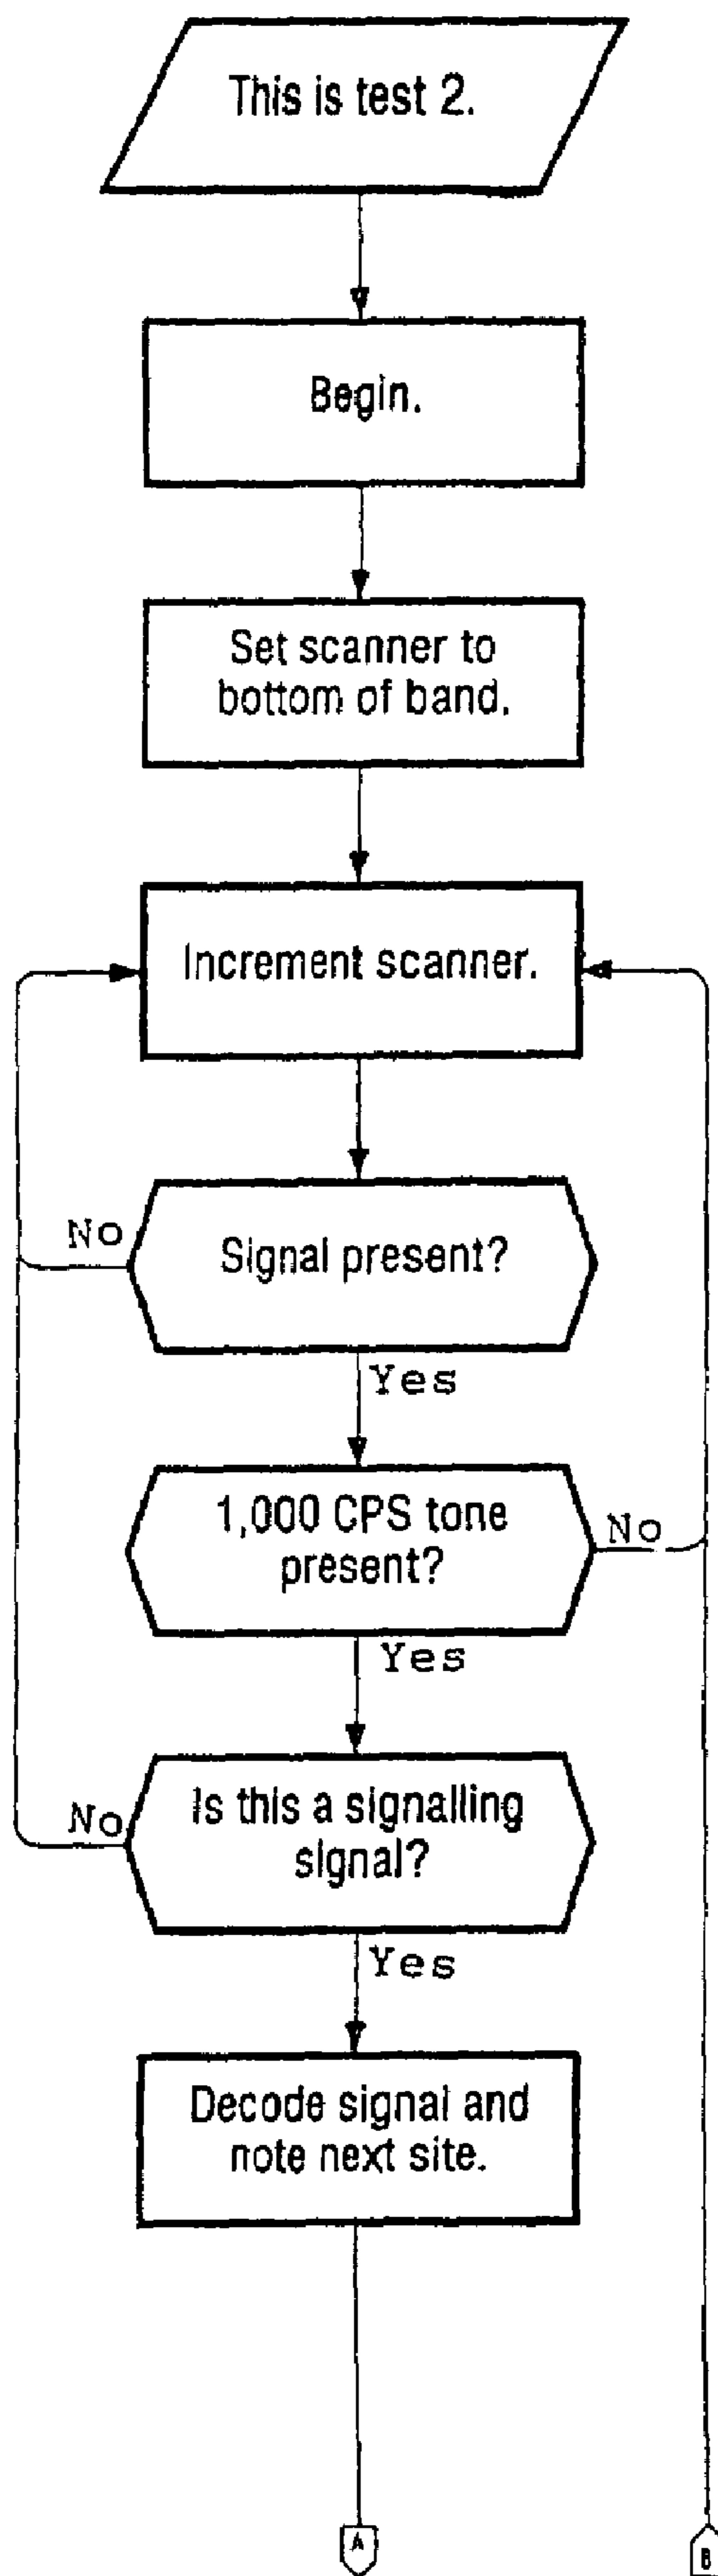 This is test 2.
Begin.
Set scanner to
bottom of band.
Increment scanner.
No
Signal present?
Yes
1,000 CPS tone
present?
No
Yes
Is this a signalling
signal?
No
Yes
Decode signal and
note next site.
A
B